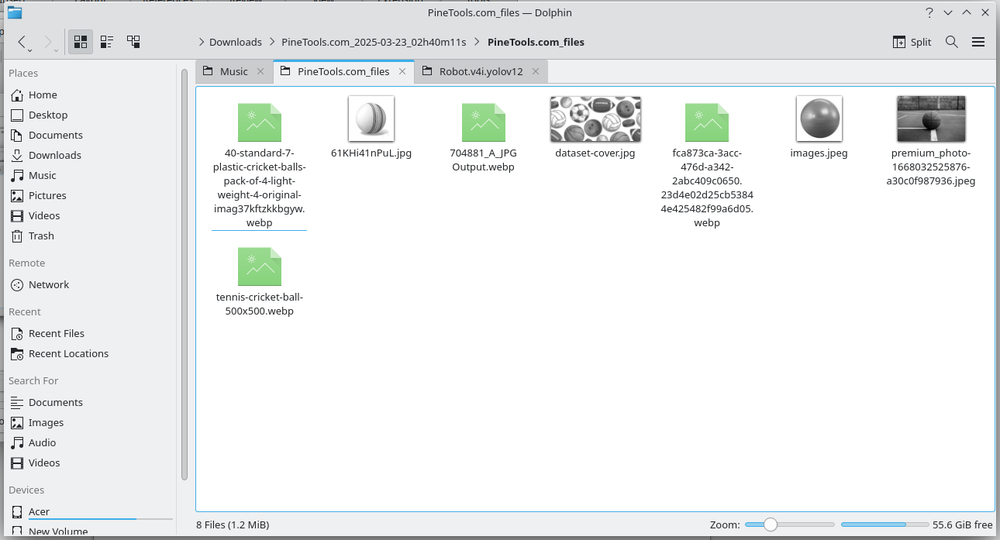 PineTools.com_files — Dolphin
Downloads
PineTools.com_2025-03-23_02h40m11s
PineTools.com_files
Split
Places
Home
Desktop
Documents
Downloads
Music
Pictures
Videos
Trash
Remote
Network
Recent
Recent Files
Recent Locations
Search For
Documents
Images
Audio
Videos
Devices
Acer
New Volume
Music
PineTools.com_files
Robot.v4i.yolov12
40-standard-7-
plastic-cricket-balls-
pack-of-4-light-
weight-4-original-
imag37kftzkkbgyw.
webp
61KHi41nPuL.jpg
704881_A_JPG
Output.webp
dataset-cover.jpg
fca873ca-3acc-
476d-a342-
2abc409c0650.
23d4e02d25cb5384
4e425482f99a6d05.
webp
images.jpeg
premium_photo-
1668032525876-
a30c0f987936.jpeg
tennis-cricket-ball-
500x500.webp
8 Files (1.2 MiB)
Zoom:
55.6 GiB free